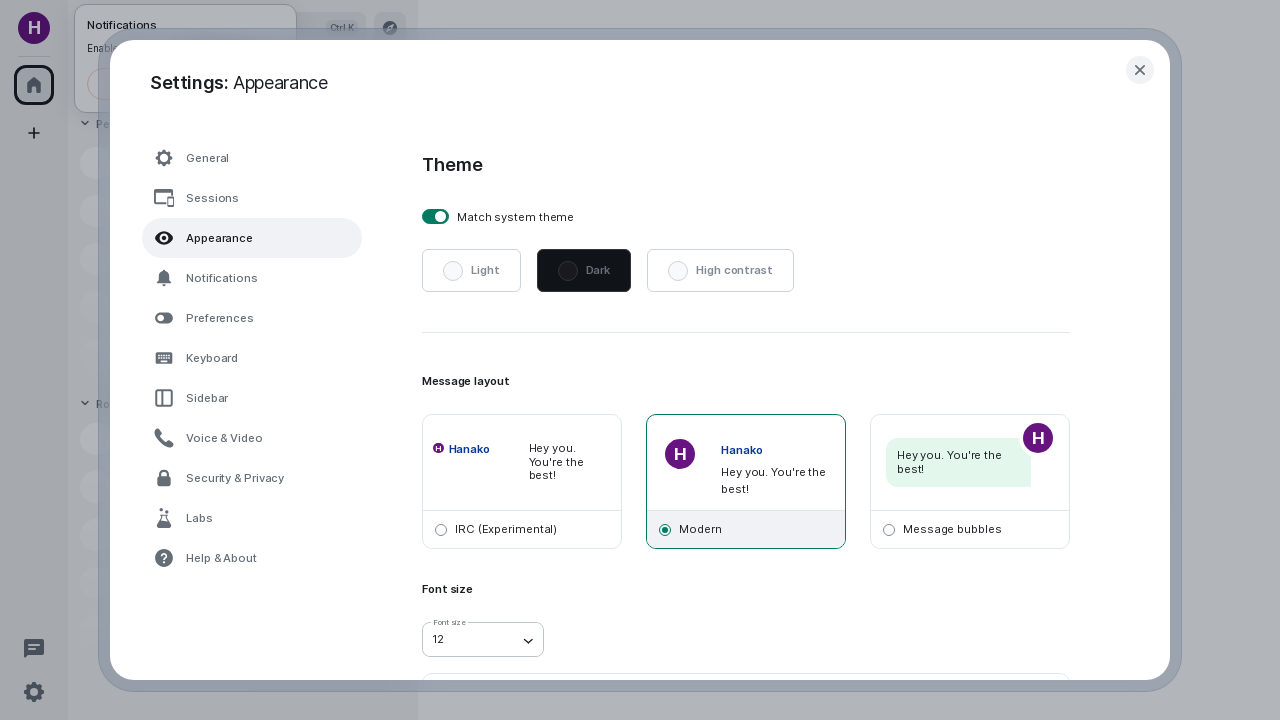 H
Notifications
Ctrl K
Settings: Appearance
General
Sessions
Appearance
Notifications
Preferences
Keyboard
Sidebar
Voice & Video
Security & Privacy
Labs
Help & About
Theme
Match system theme
Light
Dark
High contrast
Message layout
H Hanako
Hey you.
You're the
best!
IRC (Experimental)
H
Hanako
Hey you. You're the
best!
Modern
H
Hey you. You're the
best!
Message bubbles
Font size
Font size
12